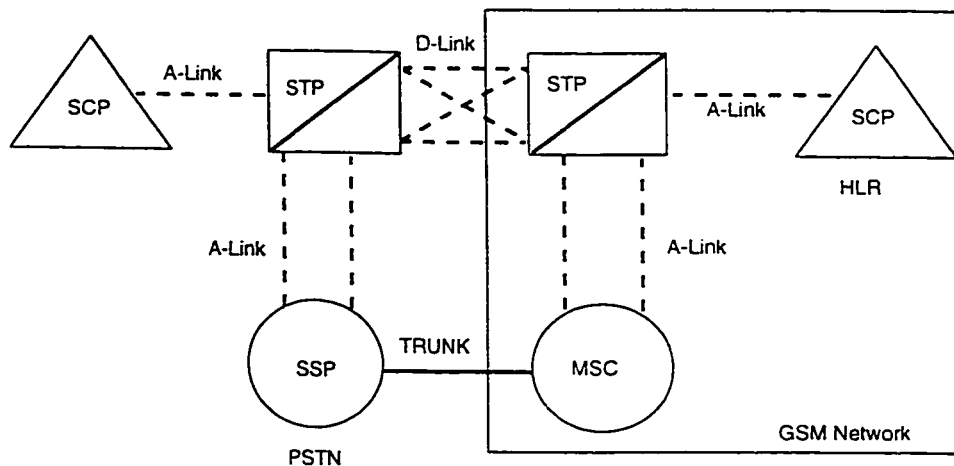 D-Link
A-Link
STP
STP
SCP
A-Link
SCP
HLR
A-Link
A-Link
TRUNK
SSP
MSC
GSM Network
PSTN